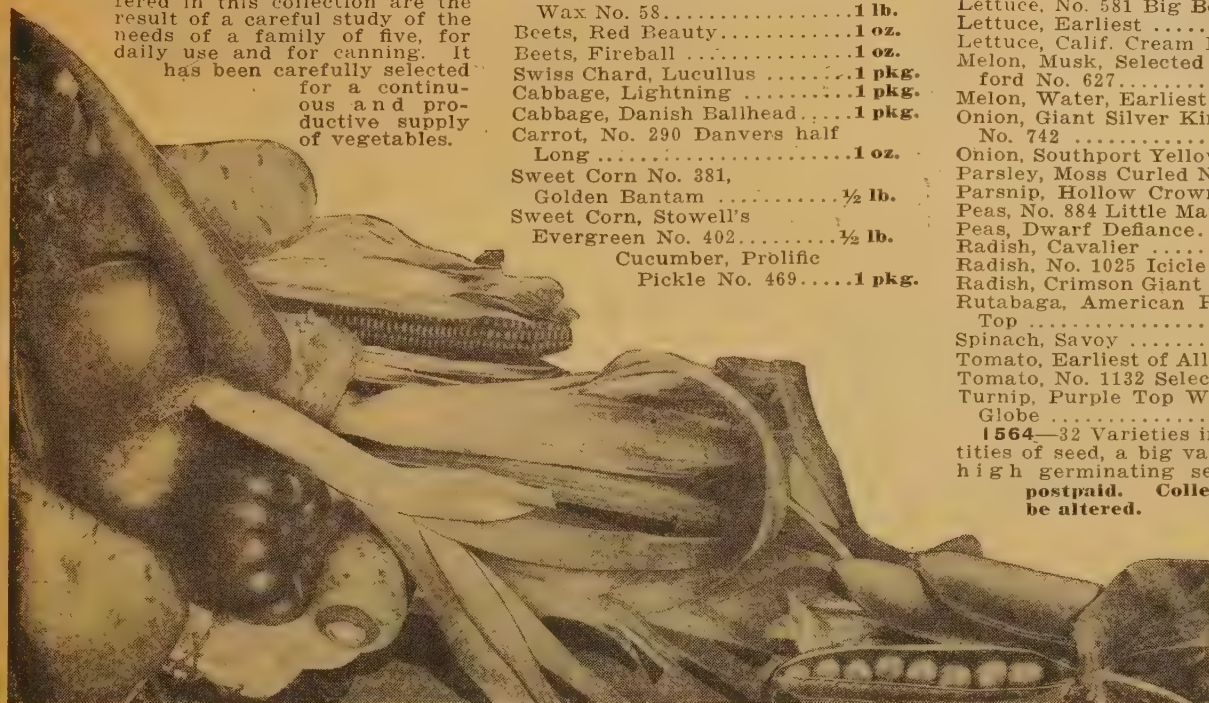 fered in this collection are the
result of a careful study of the
needs of a family of five, for
daily use and for canning. It
has been carefully selected
for a continu-
ous and pro-
ductive supply
of vegetables.
Wax No. 58....................1 lb.
Beets, Red Beauty..............1 oz.
Beets, Fireball ................1 oz.
Swiss Chard, Lucullus .........1 pkg.
Cabbage, Lightning ...........1 pkg.
Cabbage, Danish Ballhead.....1 pkg.
Carrot, No. 290 Danvers half
Long ........................1 oz.
Sweet Corn No. 381,
Golden Bantam ............½ lb.
Sweet Corn, Stowell's
Evergreen No. 402..........½ lb.
Cucumber, Prolific
Pickle No. 469.....1 pkg.
Lettuce, No. 581 Big
Lettuce, Earliest .....
Lettuce, Calif. Cream
Melon, Musk, Selected
ford No. 627.........
Melon, Water, Earliest
Onion, Giant Silver
No. 742 ..............
Onion, Southport
Parsley, Moss Curled
Parsnip, Hollow
Peas, No. 884 Little
Peas, Dwarf Defiance.
Radish, Cavalier .....
Radish, No. 1025 Icicle
Radish, Crimson Giant
Rutabaga, American
Top ..................
Spinach, Savoy ........
Tomato, Earliest of All
Tomato, No. 1132
Turnip, Purple Top
Globe ................
1564—32 Varieties
tities of seed, a big
high germinating
postpaid.
be altered.